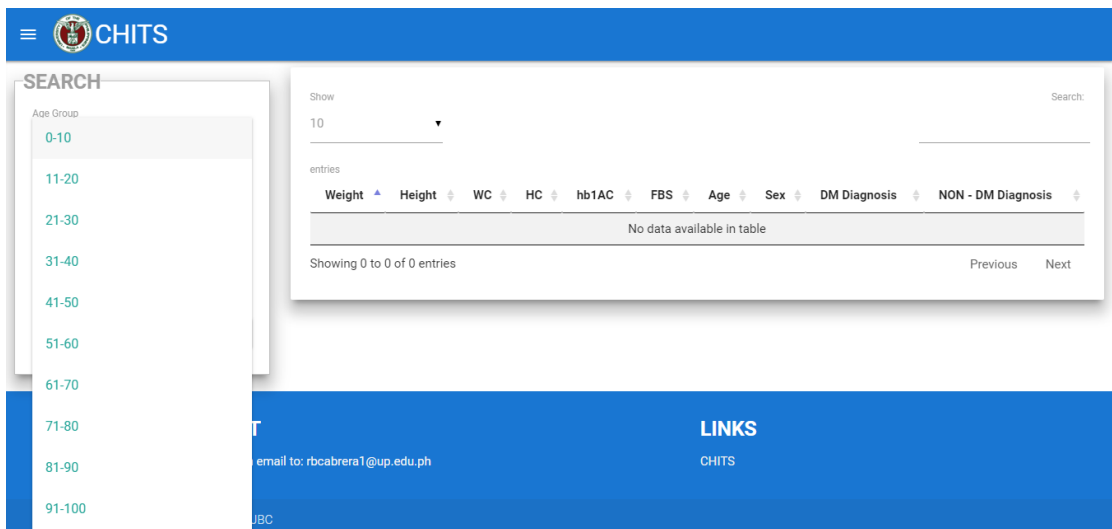 CHITS
SEARCH
Age Group
0-10
11-20
21-30
31-40
41-50
51-60
61-70
71-80
81-90
91-100
Show
10
entries
Search:
Weight Height WC HC hb1AC FBS Age Sex DM Diagnosis NON - DM Diagnosis
No data available in table
Showing 0 to 0 of 0 entries
Previous Next
email to: rbcabrera1@up.edu.ph
LINKS
CHITS